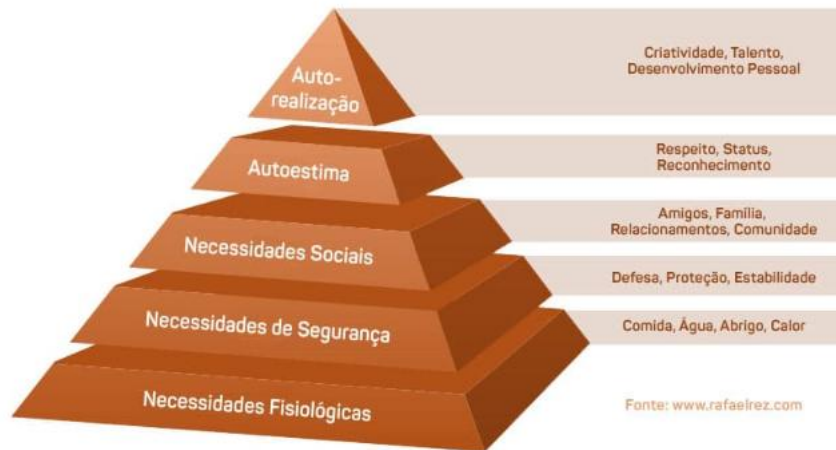 Auto-
realização
Criatividade, Talento,
Desenvolvimento Pessoal
Autoestima
Respeito, Status,
Reconhecimento
Necessidades Sociais
Amigos, Família,
Relacionamentos, Comunidade
Necessidades de Segurança
Defesa, Proteção, Estabilidade
Necessidades Fisiológicas
Comida, Água, Abrigo, Calor
Fonte: www.rafaelrez.com